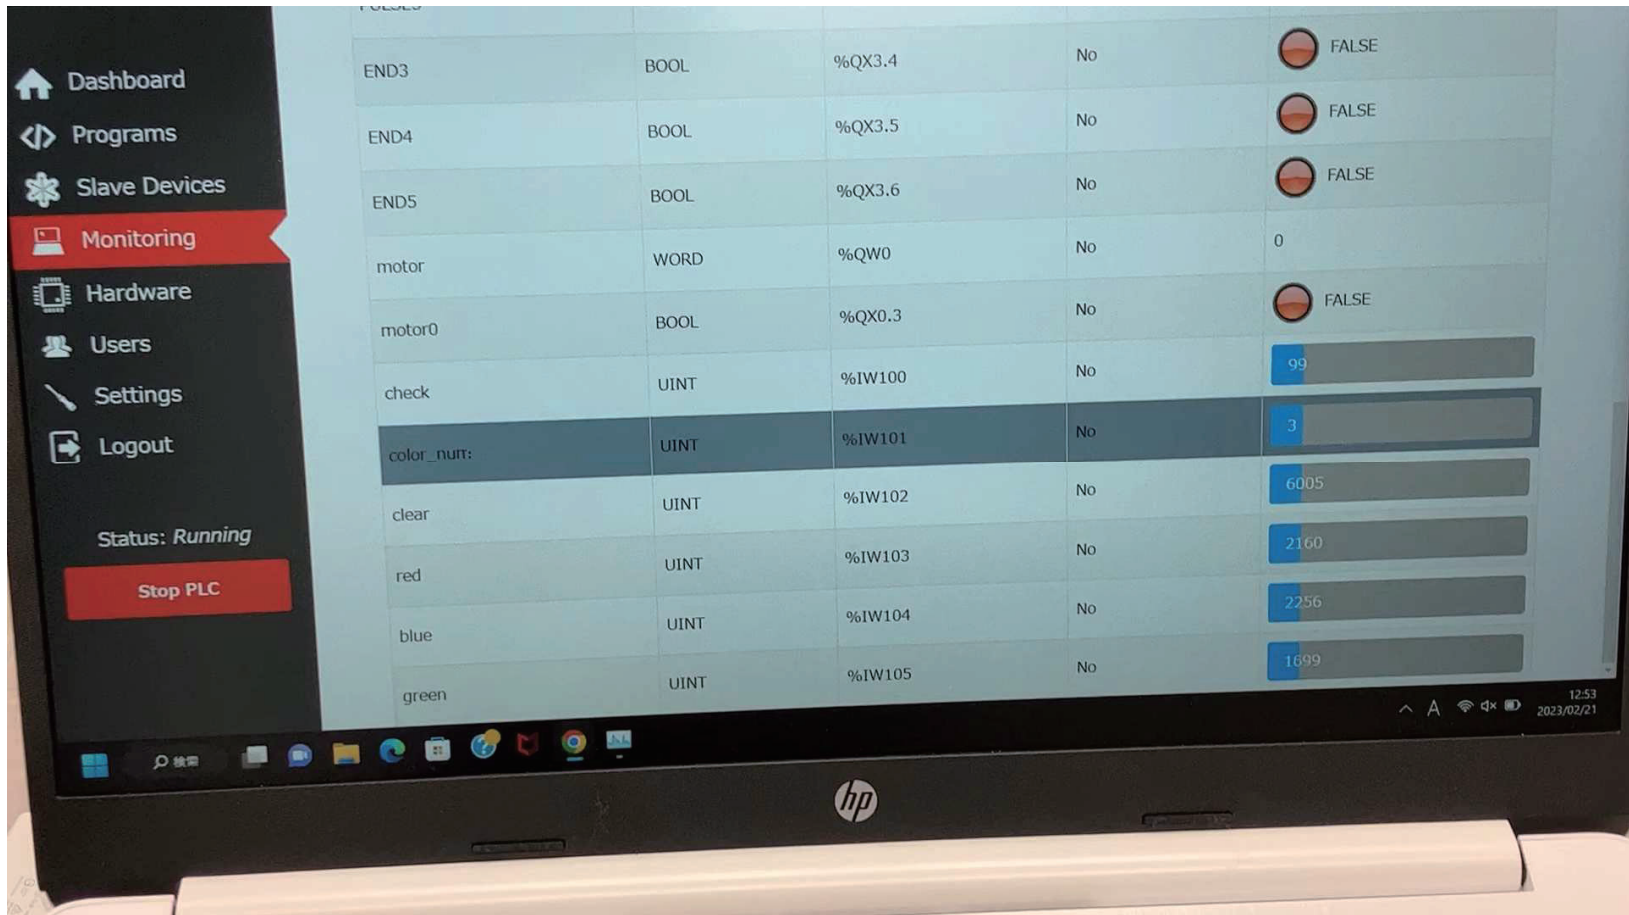 END3 BOOL %QX3.4 No FALSE
END4 BOOL %QX3.5 No FALSE
END5 BOOL %QX3.6 No FALSE
motor WORD %QW0 No 0
motor0 BOOL %QX0.3 No FALSE
check UINT %IW100 No 99
color_num: UINT %IW101 No 3
clear UINT %IW102 No 6005
red UINT %IW103 No 2160
blue UINT %IW104 No 2256
green UINT %IW105 No 1699
Dashboard
Programs
Slave Devices
Monitoring
Hardware
Users
Settings
Logout
Status: Running
Stop PLC
検索
A
12:53
2023/02/21
hp